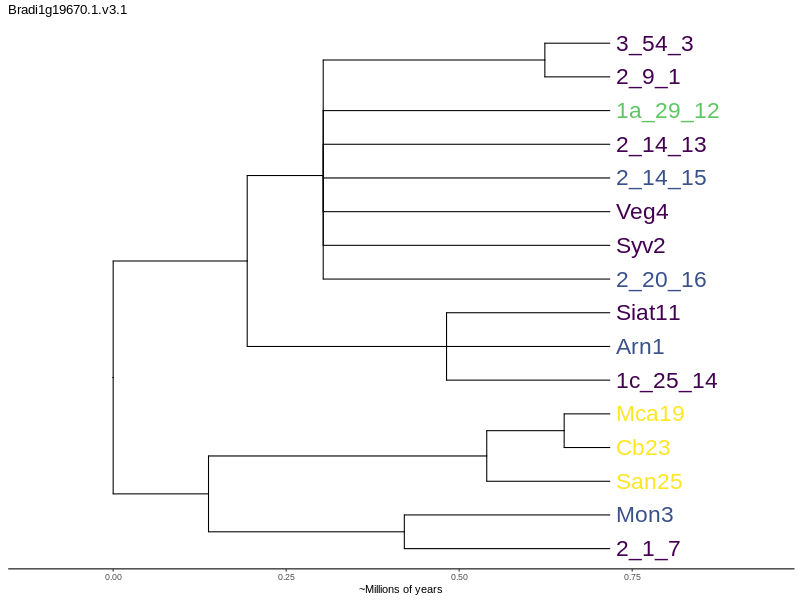 Bradi1g19670.1.v3.1
3_54_3
2_9_1
1a_29_12
2_14_13
2_14_15
Veg4
Syv2
2_20_16
Siat11
Arn1
1c_25_14
Mca19
Cb23
San25
Mon3
2_1_7
0.00 0.25 0.50 0.75
~Millions of years